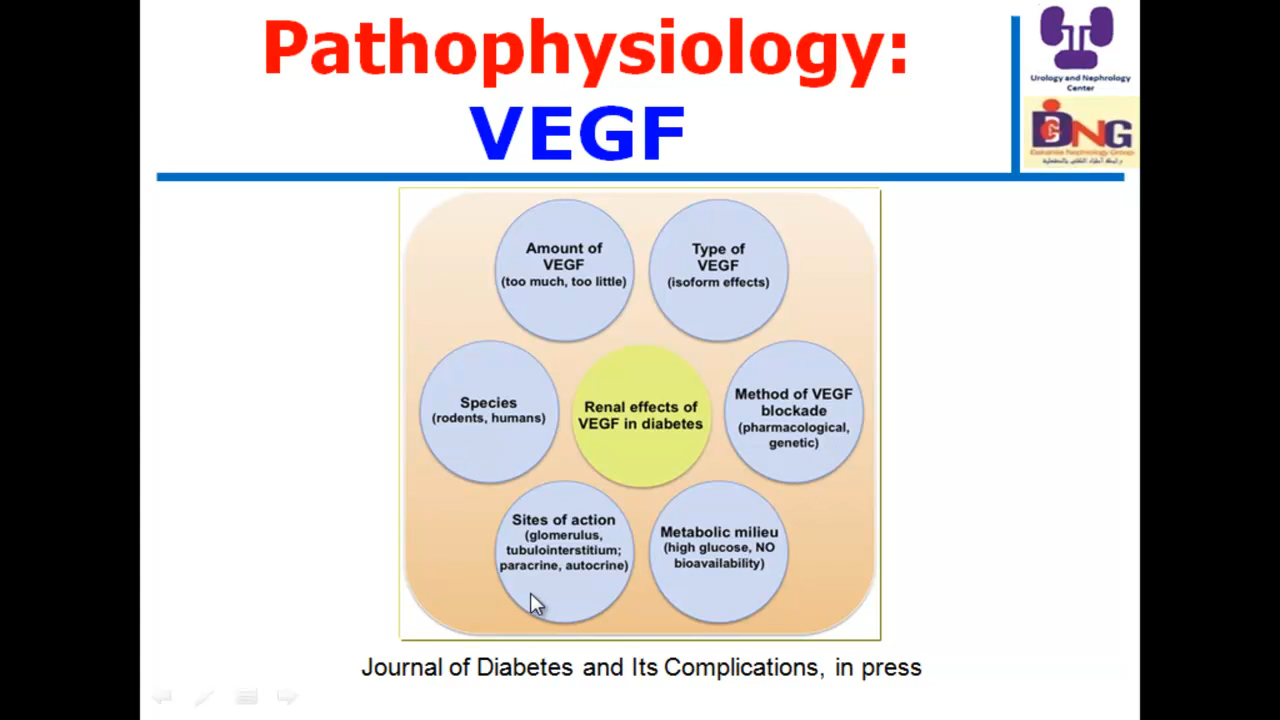 Pathophysiology:
VEGF
Urology and Nephrology
Center
NG
Amount of
VEGF
(too much, too little)
Type of
VEGF
(isoform effects)
Species
(rodents, humans)
Renal effects of
VEGF in diabetes
Method of VEGF
blockade
(pharmacological,
genetic)
Sites of action
(glomerulus,
tubulointerstitium;
paracrine, autocrine)
Metabolic milieu
(high glucose, NO
bioavailability)
Journal of Diabetes and Its Complications, in press